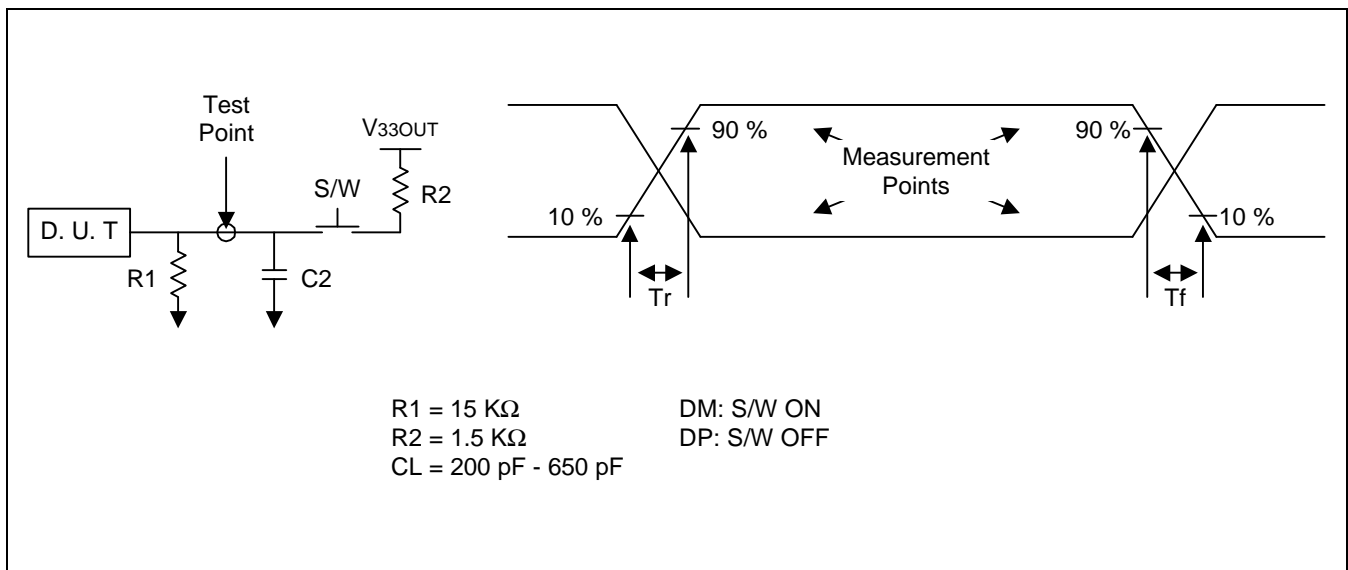 Test
Point
V33OUT
S/W
R2
D. U. T
R1
C2
90 %
10 %
Tr
Measurement
Points
90 %
10 %
Tf
R1 = 15 KΩ
R2 = 1.5 KΩ
CL = 200 pF - 650 pF
DM: S/W ON
DP: S/W OFF